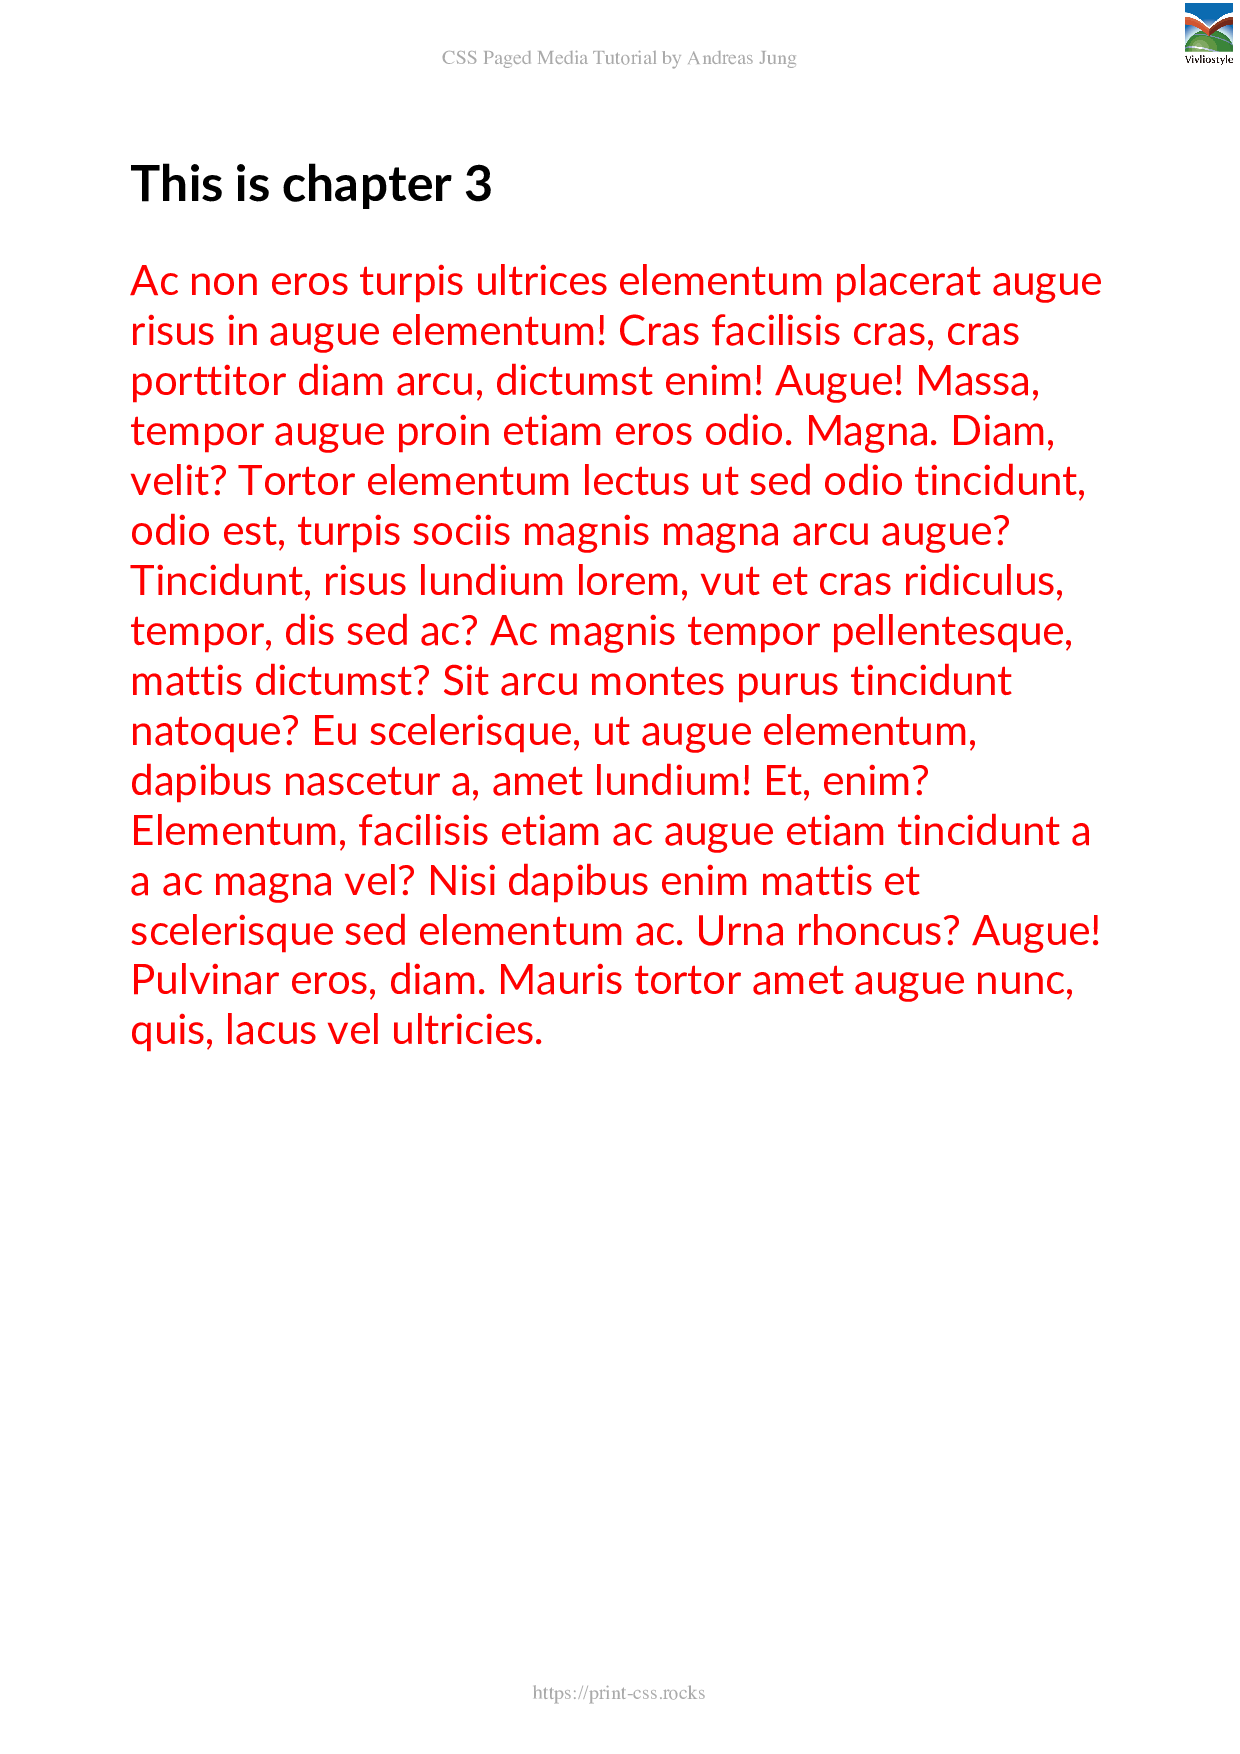 CSS Paged Media Tutorial by Andreas Jung
Vivliostyle
This is chapter 3
Ac non eros turpis ultrices elementum placerat augue
risus in augue elementum! Cras facilisis cras, cras
porttitor diam arcu, dictumst enim! Augue! Massa,
tempor augue proin etiam eros odio. Magna. Diam,
velit? Tortor elementum lectus ut sed odio tincidunt,
odio est, turpis sociis magnis magna arcu augue?
Tincidunt, risus lundium lorem, vut et cras ridiculus,
tempor, dis sed ac? Ac magnis tempor pellentesque,
mattis dictumst? Sit arcu montes purus tincidunt
natoque? Eu scelerisque, ut augue elementum,
dapibus nascetur a, amet lundium! Et, enim?
Elementum, facilisis etiam ac augue etiam tincidunt a
a ac magna vel? Nisi dapibus enim mattis et
scelerisque sed elementum ac. Urna rhoncus? Augue!
Pulvinar eros, diam. Mauris tortor amet augue nunc,
quis, lacus vel ultricies.
https://print-css.rocks